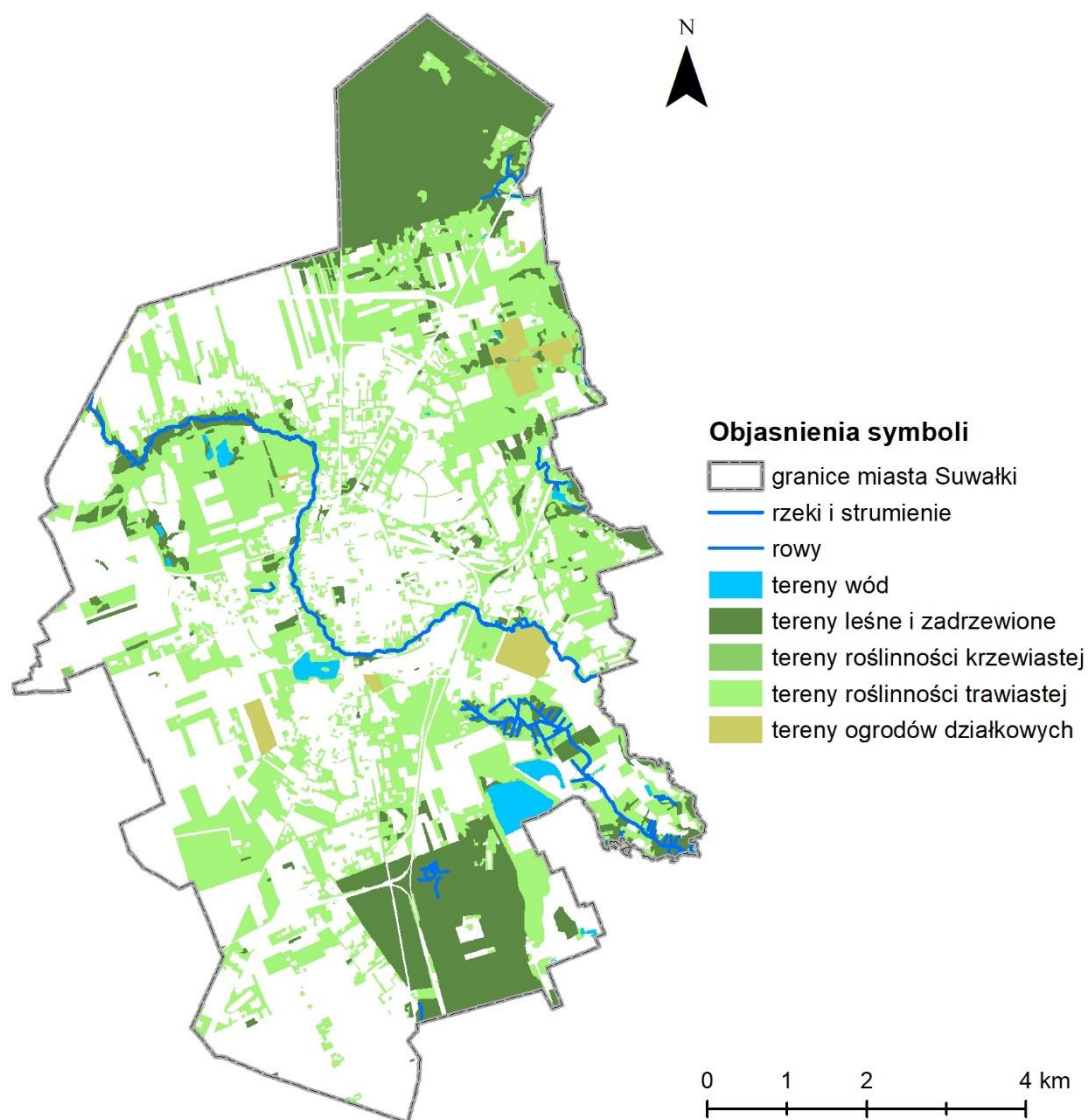 N
Objasnienia symboli
granice miasta Suwałki
rzeki i strumienie
rowy
tereny wód
tereny leśne i zadrzewione
tereny roślinności krzewiastej
tereny roślinności trawiastej
tereny ogrodów działkowych
0 1 2 4 km